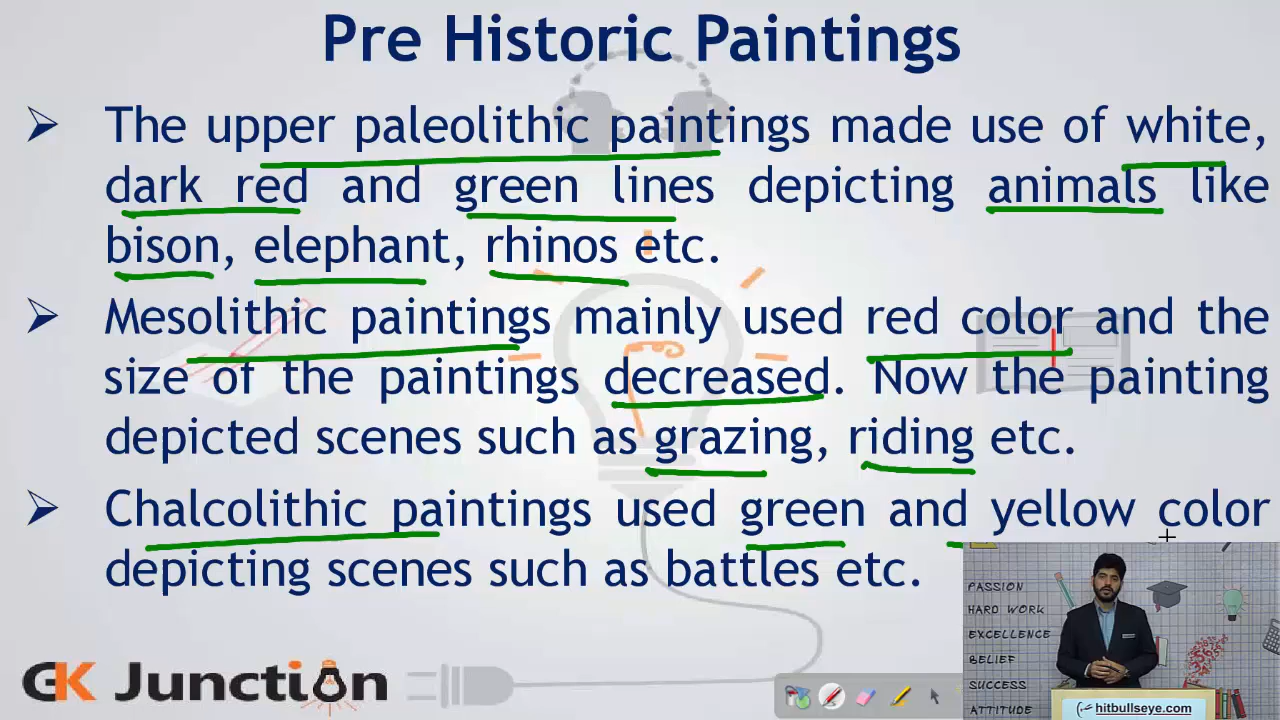 Pre Historic Paintings
The upper paleolithic paintings made use of white,
dark red and green lines depicting animals like
bison, elephant, rhinos etc.
Mesolithic paintings mainly used red color and the
size of the paintings decreased. Now the painting
depicted scenes such as grazing, riding etc.
Chalcolithic paintings used green and yellow color
depicting scenes such as battles etc.
PASSION
HARD WORK
EXCELLENCE
BELIEF
SUCCESS
ATTITUDE
GK Junction
hitbullseye.com